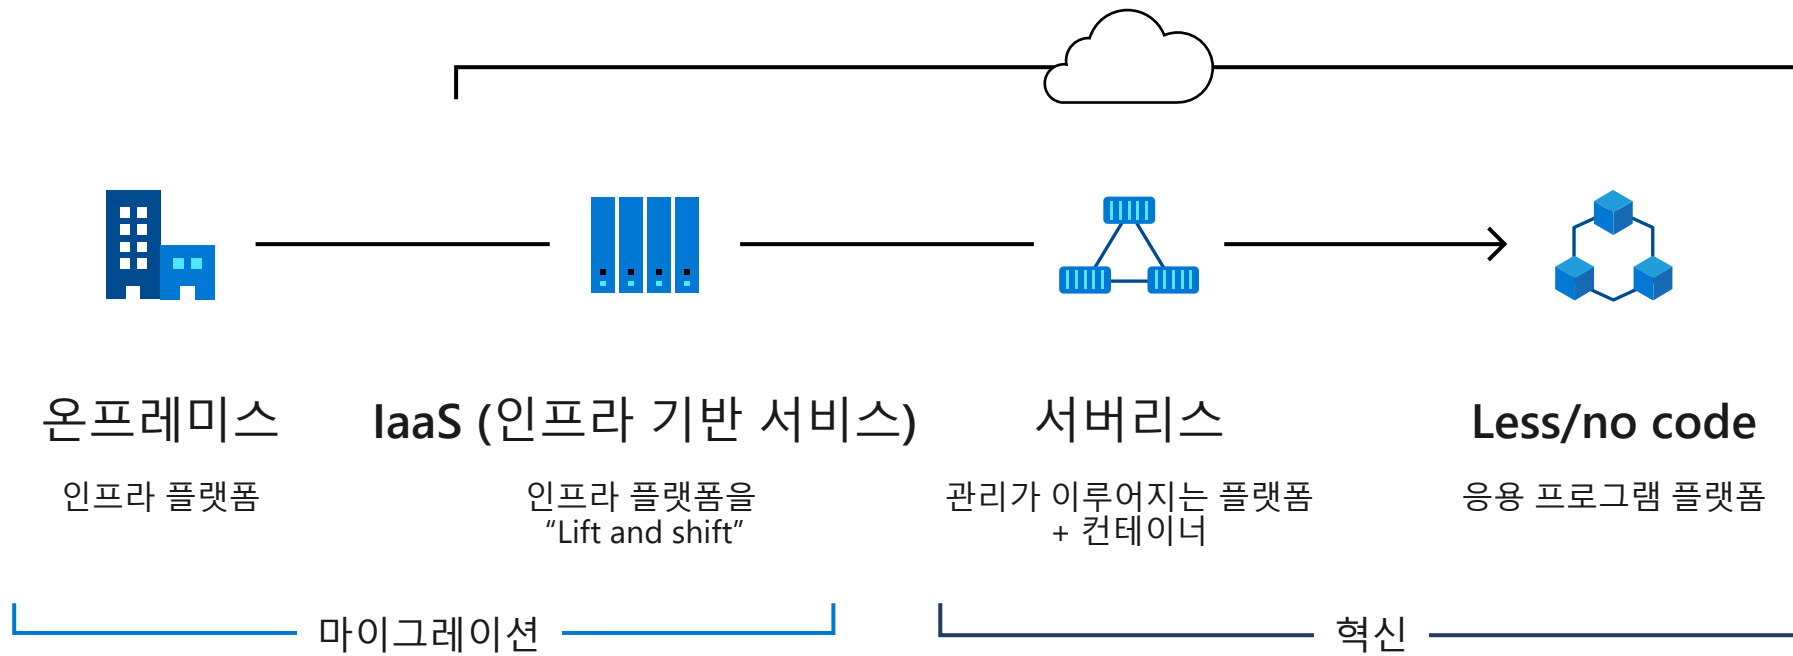 온프레미스
인프라 플랫폼
IaaS (인프라 기반 서비스)
인프라 플랫폼을
“Lift and shift”
서버리스
관리가 이루어지는 플랫폼
+ 컨테이너
Less/no code
응용 프로그램 플랫폼
마이그레이션
혁신